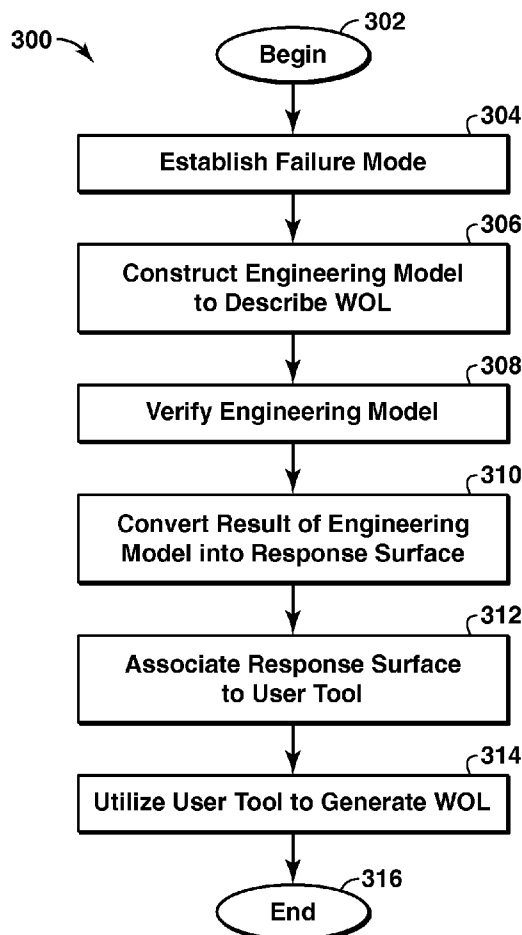 300
302
Begin
304
Establish Failure Mode
306
Construct Engineering Model
to Describe WOL
308
Verify Engineering Model
310
Convert Result of Engineering
Model into Response Surface
312
Associate Response Surface
to User Tool
314
Utilize User Tool to Generate WOL
316
End